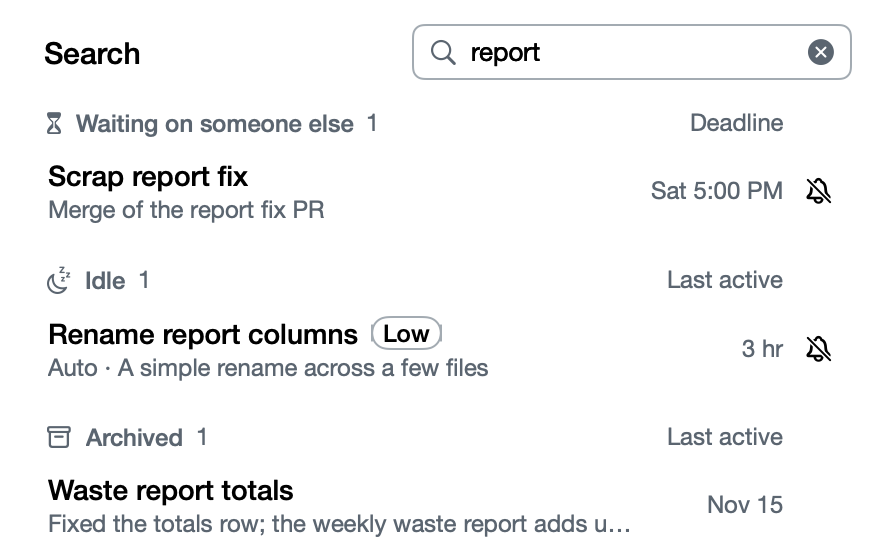 Search
report
Waiting on someone else 1 Deadline
Scrap report fix
Sat 5:00 PM
Merge of the report fix PR
Idle 1 Last active
Rename report columns Low
3 hr
Auto · A simple rename across a few files
Archived 1 Last active
Waste report totals
Nov 15
Fixed the totals row; the weekly waste report adds u…